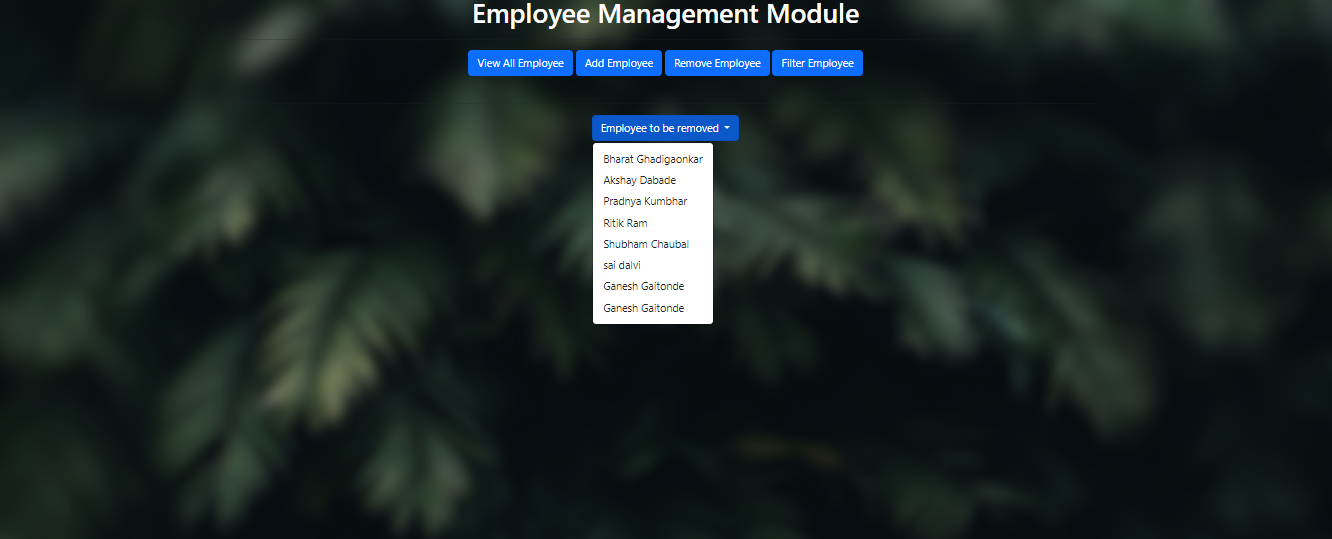 Employee Management Module
View All Employee Add Employee Remove Employee Filter Employee
Employee to be removed
Bharat Ghadigaonkar
Akshay Dabade
Pradnya Kumbhar
Ritik Ram
Shubham Chaubal
sai dalvi
Ganesh Gaitonde
Ganesh Gaitonde